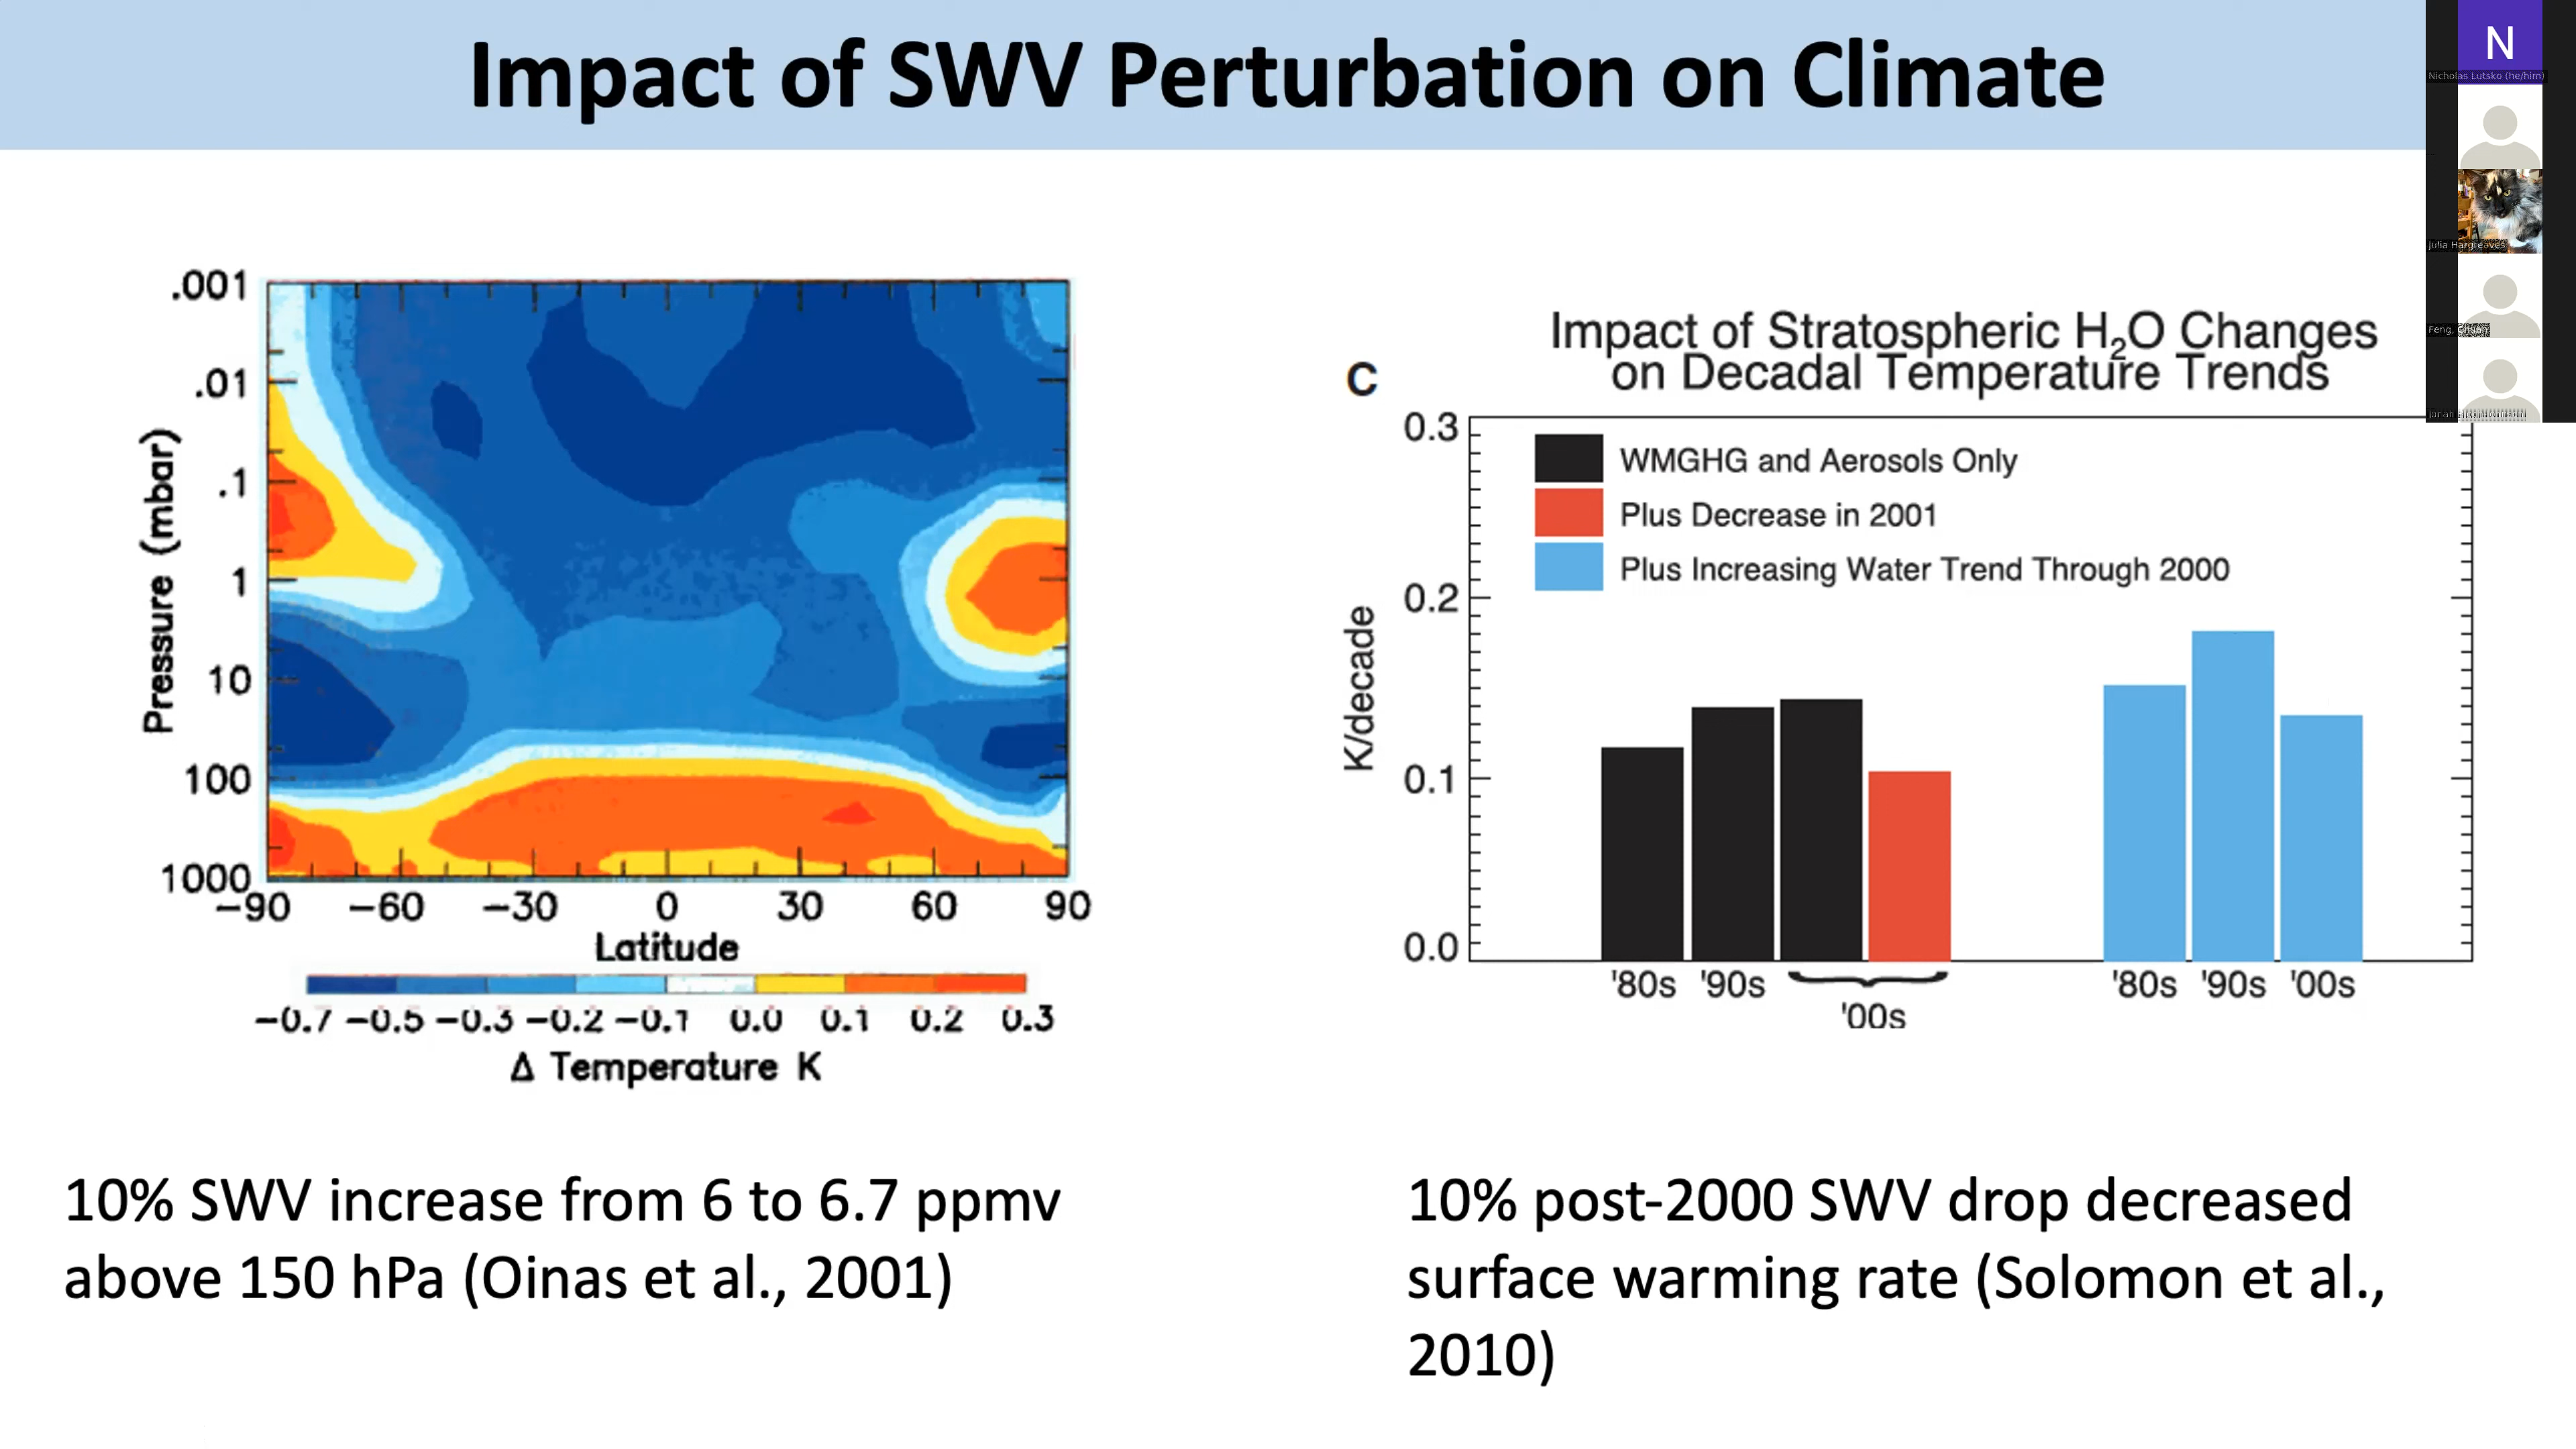 Impact of SWV Perturbation on Climate
N
Nicholas Lutsko (he/him)
Julia Hargreaves
Feng,
.001
.01
.1
1
10
100
1000
Pressure (mbar)
−90 −60 −30 0 30 60 90
Latitude
−0.7 −0.5 −0.3 −0.2 −0.1 0.0 0.1 0.2 0.3
Δ Temperature K
10% SWV increase from 6 to 6.7 ppmv
above 150 hPa (Oinas et al., 2001)
C
Impact of Stratospheric H₂O Changes
on Decadal Temperature Trends
0.3
0.2
0.1
0.0
K/decade
WMGHG and Aerosols Only
Plus Decrease in 2001
Plus Increasing Water Trend Through 2000
'80s '90s '80s '90s '00s
'00s
10% post-2000 SWV drop decreased
surface warming rate (Solomon et al.,
2010)